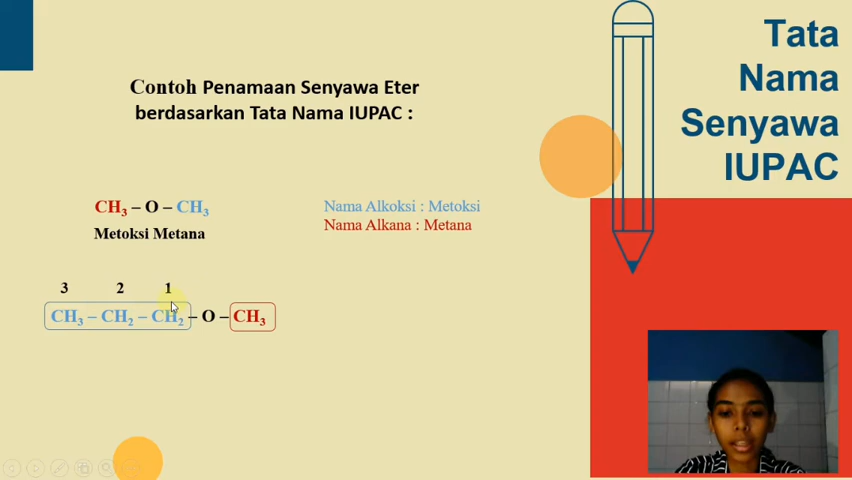 Contoh Penamaan Senyawa Eter
berdasarkan Tata Nama IUPAC :
Tata
Nama
Senyawa
IUPAC
CH₃ – O – CH₃
Metoksi Metana
Nama Alkoksi : Metoksi
Nama Alkana : Metana
3 2 1
CH₃ – CH₂ – CH₂ – O – CH₃